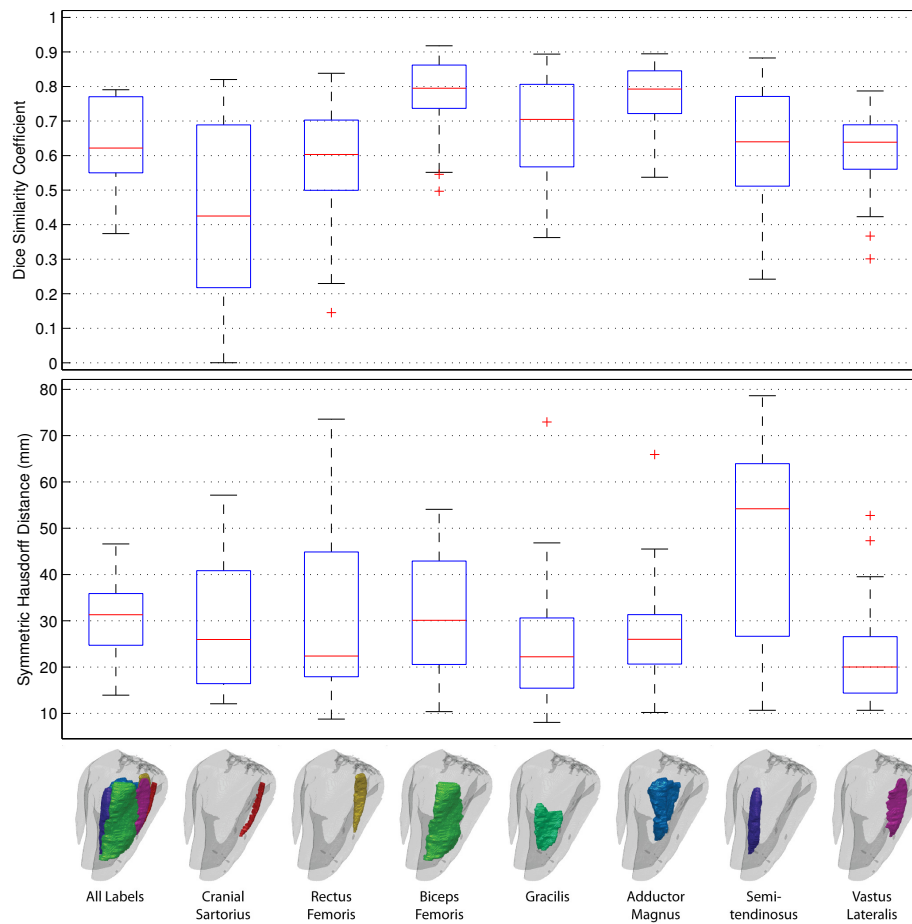 Dice Similarity Coefficient
1
0.9
0.8
0.7
0.6
0.5
0.4
0.3
0.2
0.1
0
Symmetric Hausdorff Distance (mm)
80
70
60
50
40
30
20
10
All Labels
Cranial
Sartorius
Rectus
Femoris
Biceps
Femoris
Gracilis
Adductor
Magnus
Semi-
tendinosus
Vastus
Lateralis